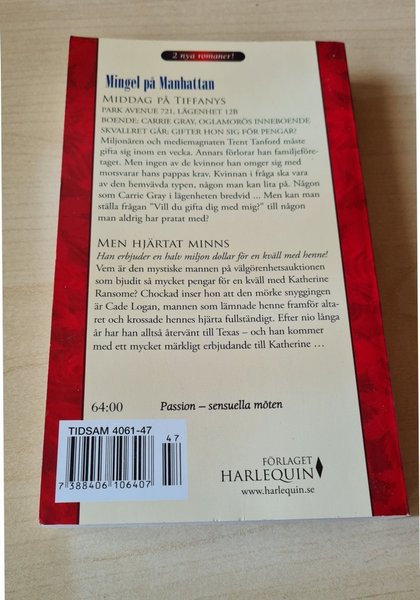 2 nya romaner!
Mingel på Manhattan
MIDDAG PÅ TIFFANYS
PARK AVENUE 721, LÄGENHET 12B
BOENDE: CARRIE GRAY, OGLAMORÖS INNEBOENDE
SKVALLRET GÅR: GIFTER HON SIG FÖR PENGAR?
Miljonären och mediemagnaten Trent Tanford måste
gifta sig inom en vecka. Annars förlorar han familjeföre-
taget. Men ingen av de kvinnor han omger sig med
motsvarar hans pappas krav. Kvinnan i fråga ska vara
av den hemvävda typen, någon man kan lita på. Någon
som Carrie Gray i lägenheten bredvid ... Men kan man
ställa frågan "Vill du gifta dig med mig?" till någon
man aldrig har pratat med?
MEN HJÄRTAT MINNS
Han erbjuder en halv miljon dollar för en kväll med henne!
Vem är den mystiske mannen på välgörenhetsauktionen
som bjudit så mycket pengar för en kväll med Katherine
Ransome? Chockad inser hon att den mörke snyggingen
är Cade Logan, mannen som lämnade henne framför alta-
ret och krossade hennes hjärta fullständigt. Efter nio långa
år har han alltså återvänt till Texas – och han kommer
med ett mycket märkligt erbjudande till Katherine ...
64:00
Passion – sensuella möten
TIDSAM 4061-47
47
7 388406 106407
FÖRLAGET
HARLEQUIN
www.harlequin.se